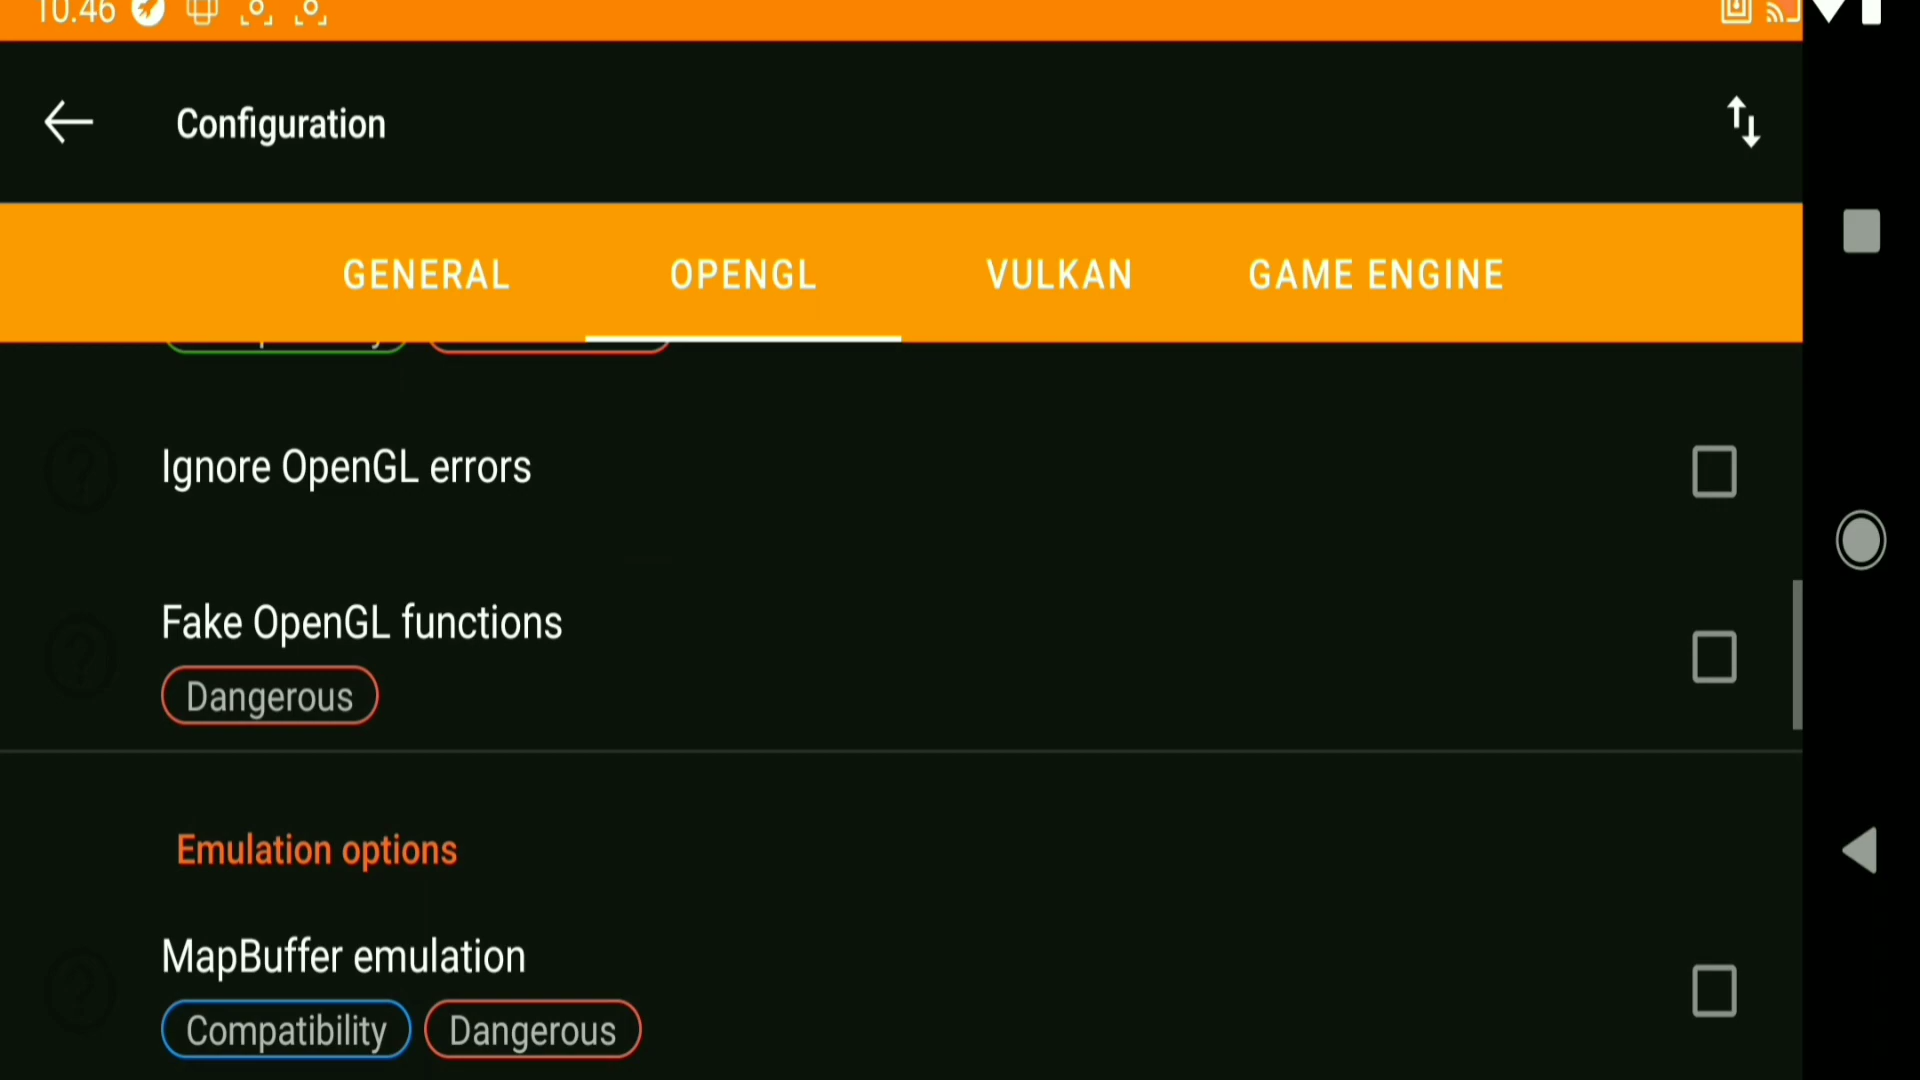 10.46
Configuration
GENERAL OPENGL VULKAN GAME ENGINE
Ignore OpenGL errors
Fake OpenGL functions
Dangerous
Emulation options
MapBuffer emulation
Compatibility Dangerous